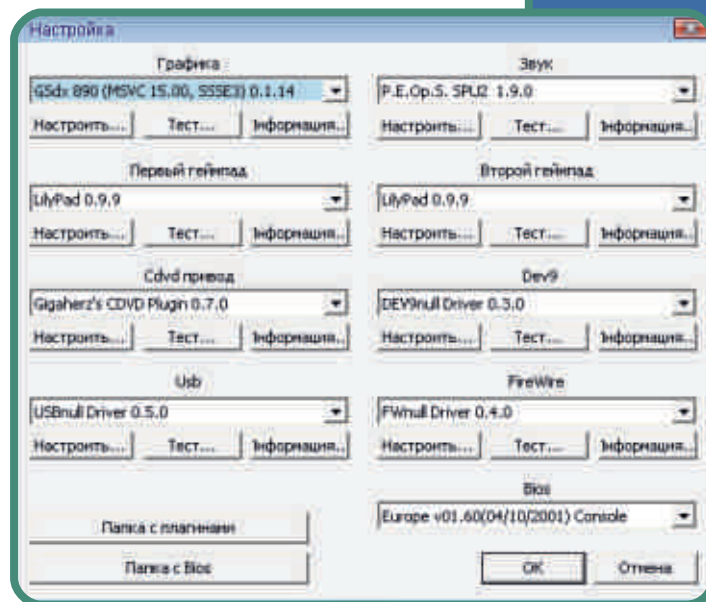 Настройка
Графика
GSdx 890 (MSVC 15.00, SSSE3) 0.1.14
Настроить... Тест... Информация..
Звук
P.E.Op.S. SPU2 1.9.0
Настроить... Тест... Информация..
Первый геймпад
LilyPad 0.9.9
Настроить... Тест... Информация..
Второй геймпад
LilyPad 0.9.9
Настроить... Тест... Информация..
Cdvd привод
Gigaherz's CDVD Plugin 0.7.0
Настроить... Тест... Информация..
Dev9
DEV9null Driver 0.3.0
Настроить... Тест... Информация..
Usb
USBnull Driver 0.5.0
Настроить... Тест... Информация..
FireWire
FWnull Driver 0.4.0
Настроить... Тест... Информация..
Bios
Europe v01.60(04/10/2001) Console
Папка с плагинами
Папка с Bios
OK Отмена